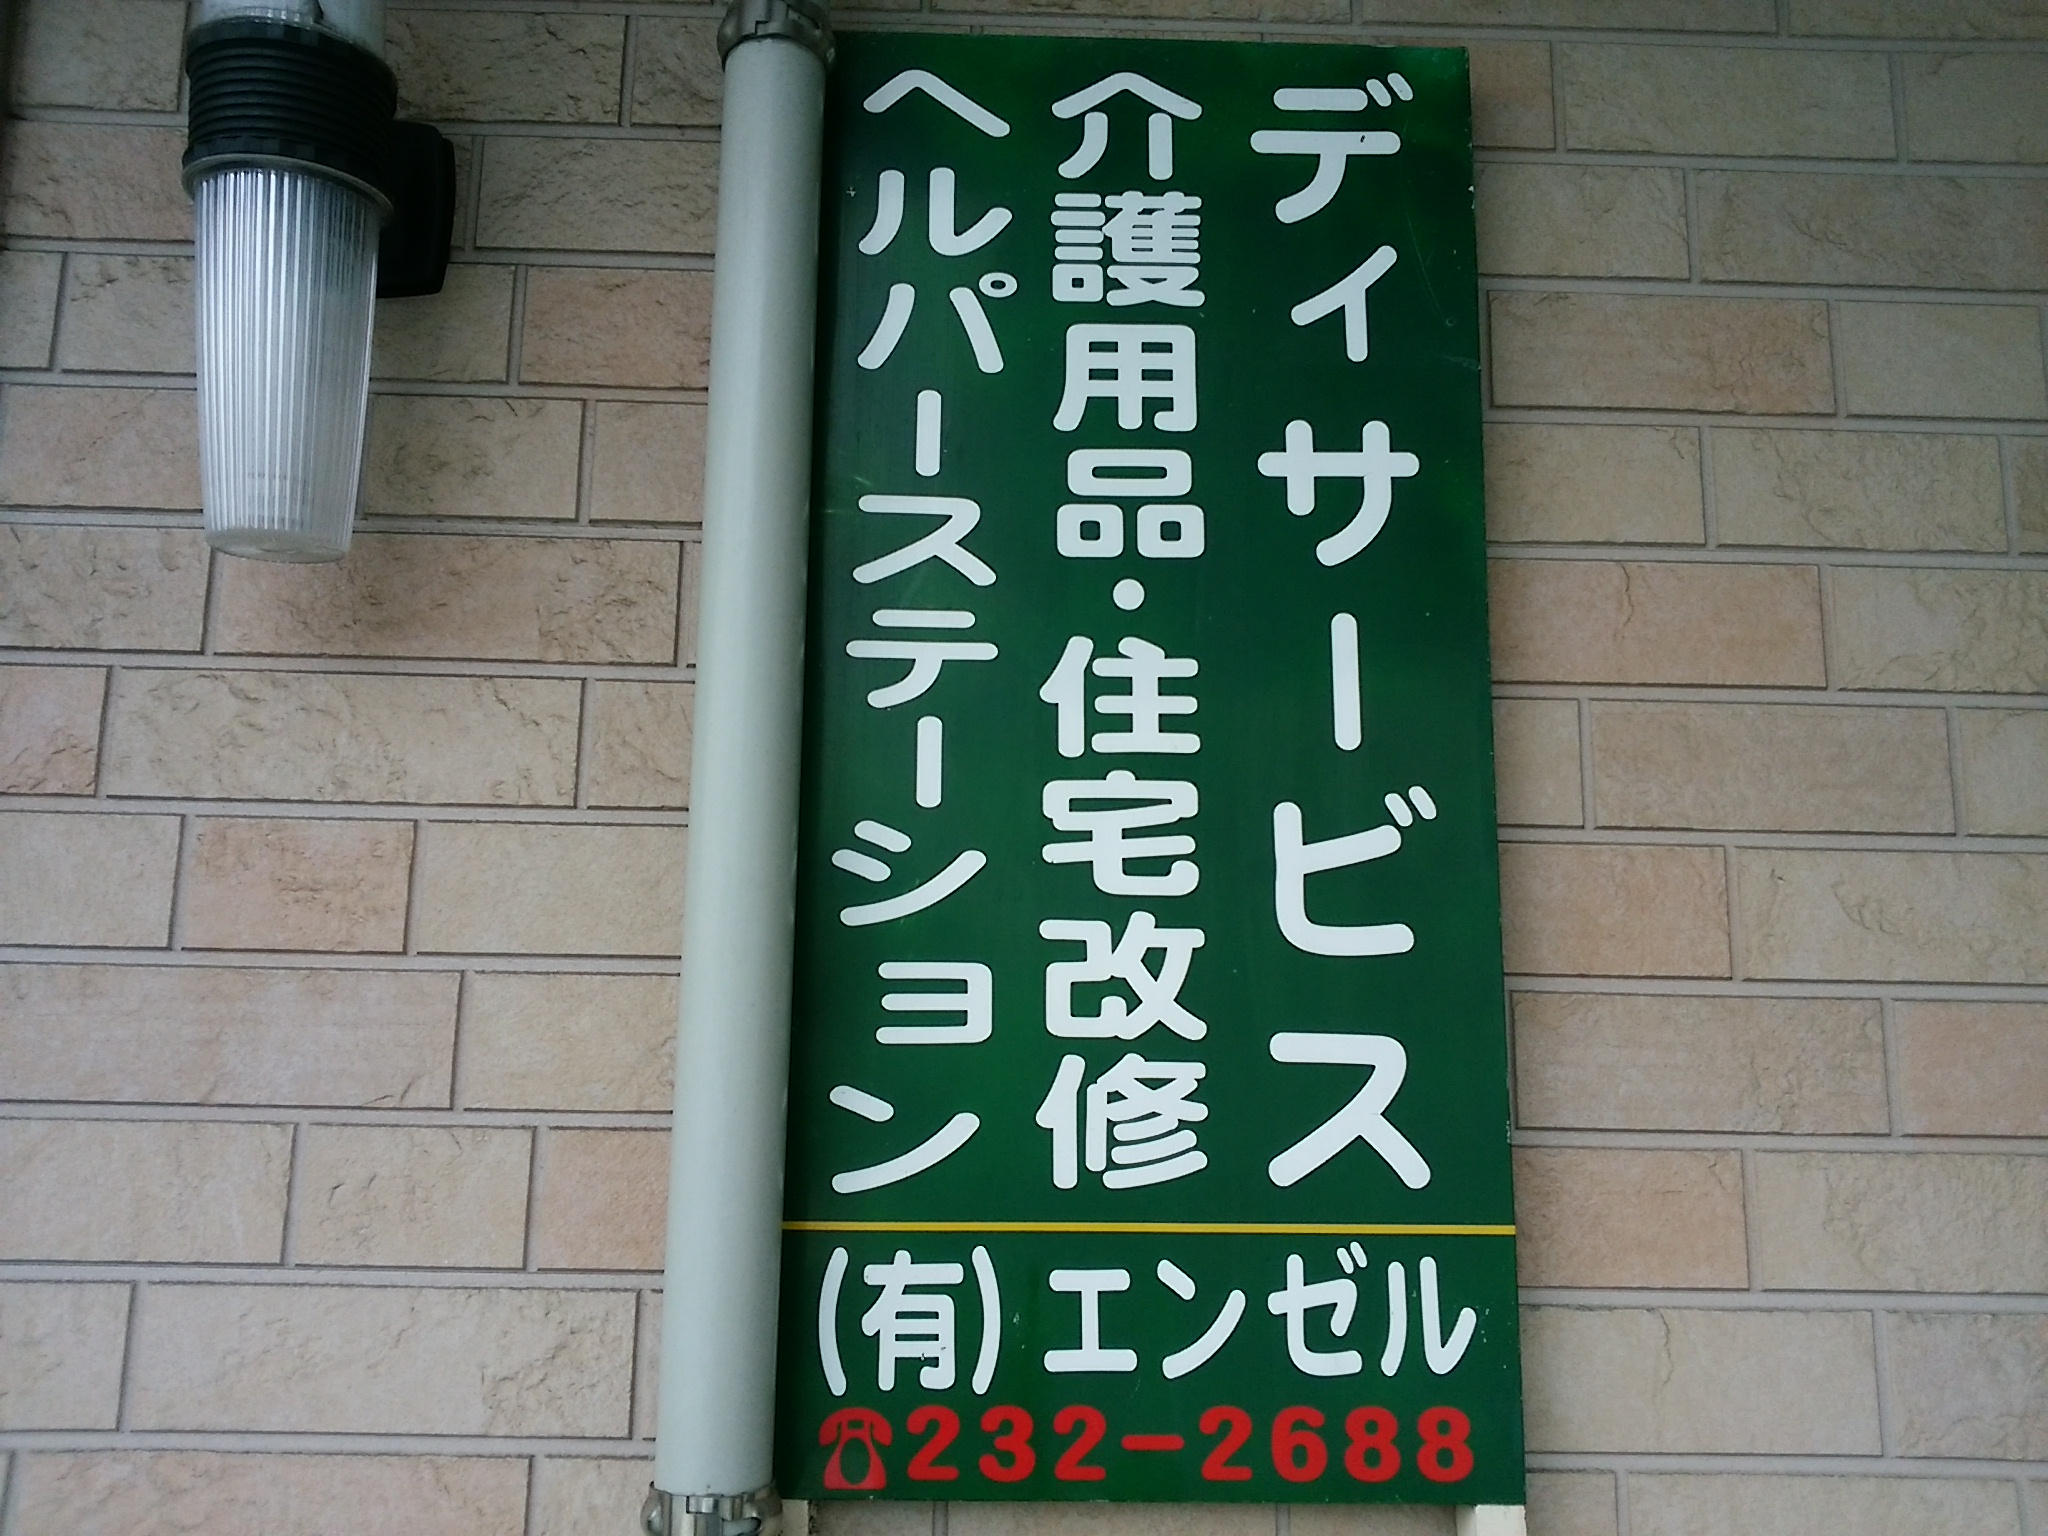 ディサービス
介護用品・住宅改修
ヘルパーステーション
(有)エンゼル
☎232-2688